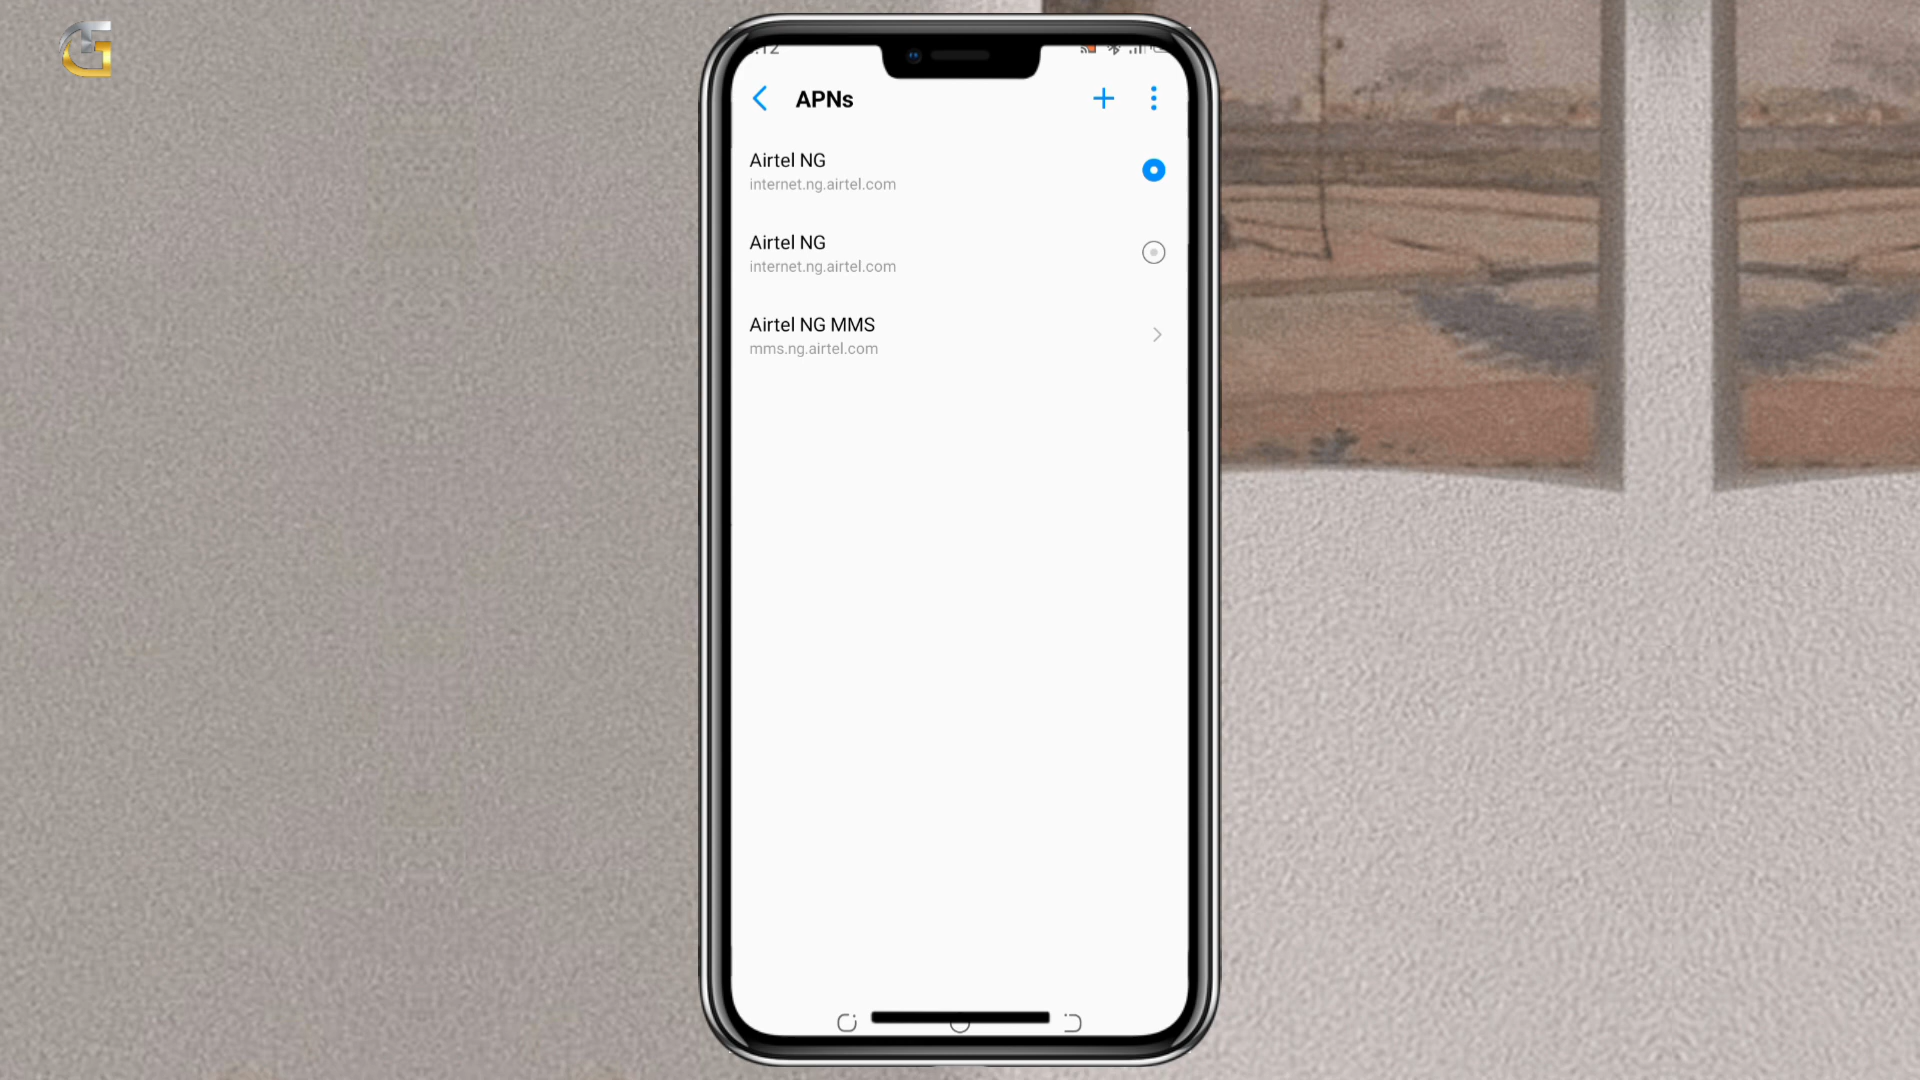 APNs
Airtel NG
internet.ng.airtel.com
Airtel NG
internet.ng.airtel.com
Airtel NG MMS
mms.ng.airtel.com